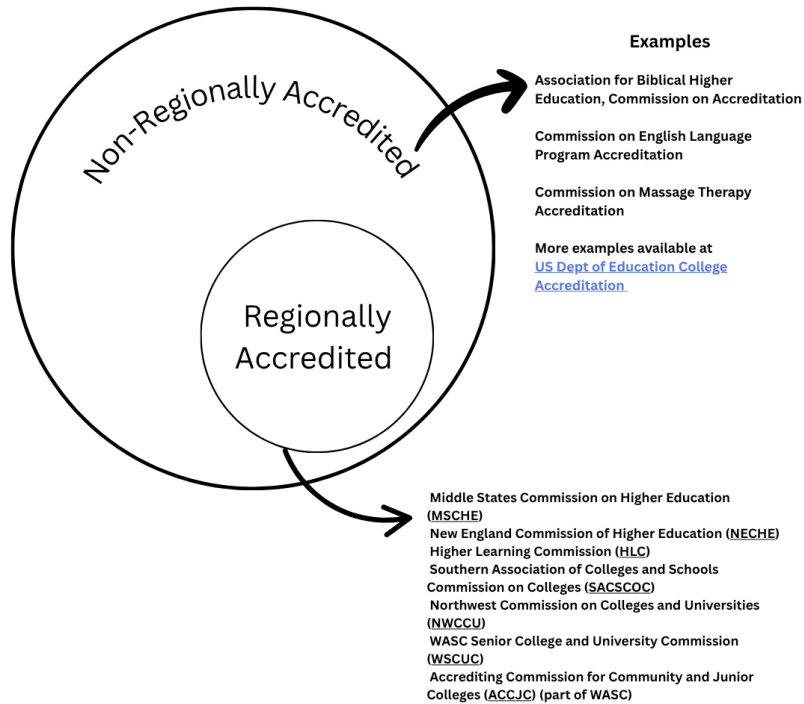 Examples
Non-Regionally Accredited
Association for Biblical Higher
Education, Commission on Accreditation
Commission on English Language
Program Accreditation
Commission on Massage Therapy
Accreditation
More examples available at
US Dept of Education College
Accreditation
Regionally
Accredited
Middle States Commission on Higher Education
(MSCHE)
New England Commission of Higher Education (NECHE)
Higher Learning Commission (HLC)
Southern Association of Colleges and Schools
Commission on Colleges (SACSCOC)
Northwest Commission on Colleges and Universities
(NWCCU)
WASC Senior College and University Commission
(WSCUC)
Accrediting Commission for Community and Junior
Colleges (ACCJC) (part of WASC)